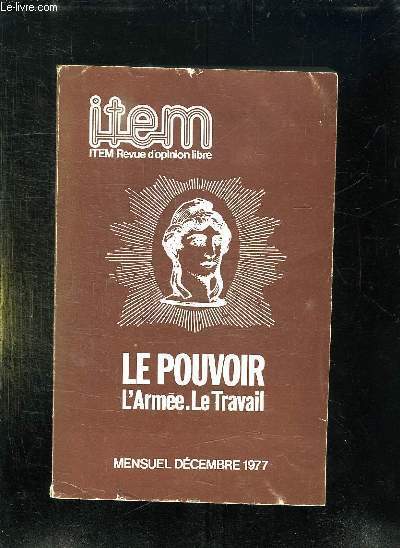 Le-livre.com
item
ITEM Revue d'opinion libre
LE POUVOIR
L'Armée.Le Travail
MENSUEL DÉCEMBRE 1977